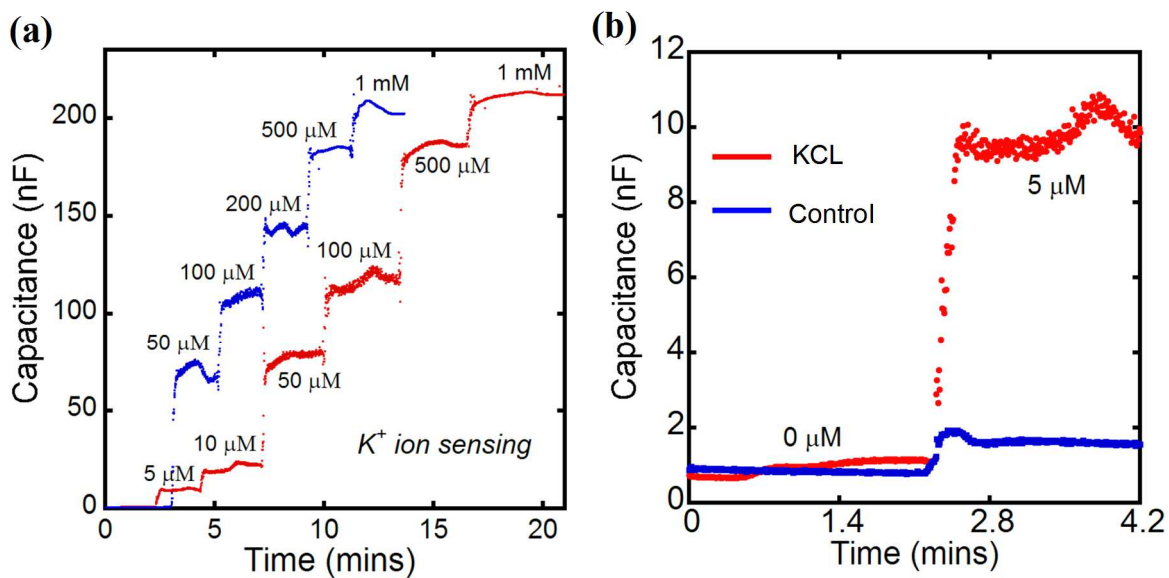 (a)
Capacitance (nF)
200
150
100
50
0
1 mM
1 mM
500 μM
500 μM
200 μM
100 μM
100 μM
50 μM
50 μM
10 μM
5 μM
K⁺ ion sensing
0 5 10 15 20
Time (mins)
(b)
Capacitance (nF)
12
10
8
6
4
2
0
KCL
Control
5 μM
0 μM
0 1.4 2.8 4.2
Time (mins)